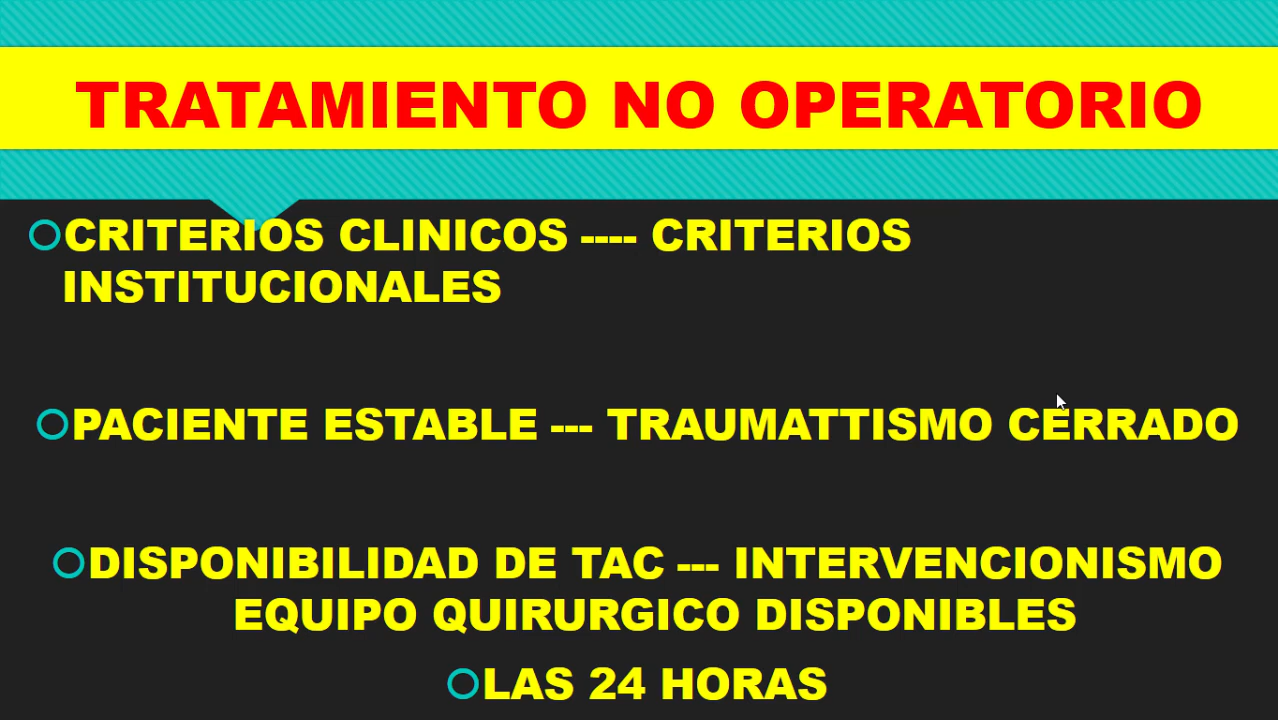 TRATAMIENTO NO OPERATORIO
CRITERIOS CLINICOS ---- CRITERIOS
INSTITUCIONALES
PACIENTE ESTABLE --- TRAUMATTISMO CERRADO
DISPONIBILIDAD DE TAC --- INTERVENCIONISMO
EQUIPO QUIRURGICO DISPONIBLES
LAS 24 HORAS